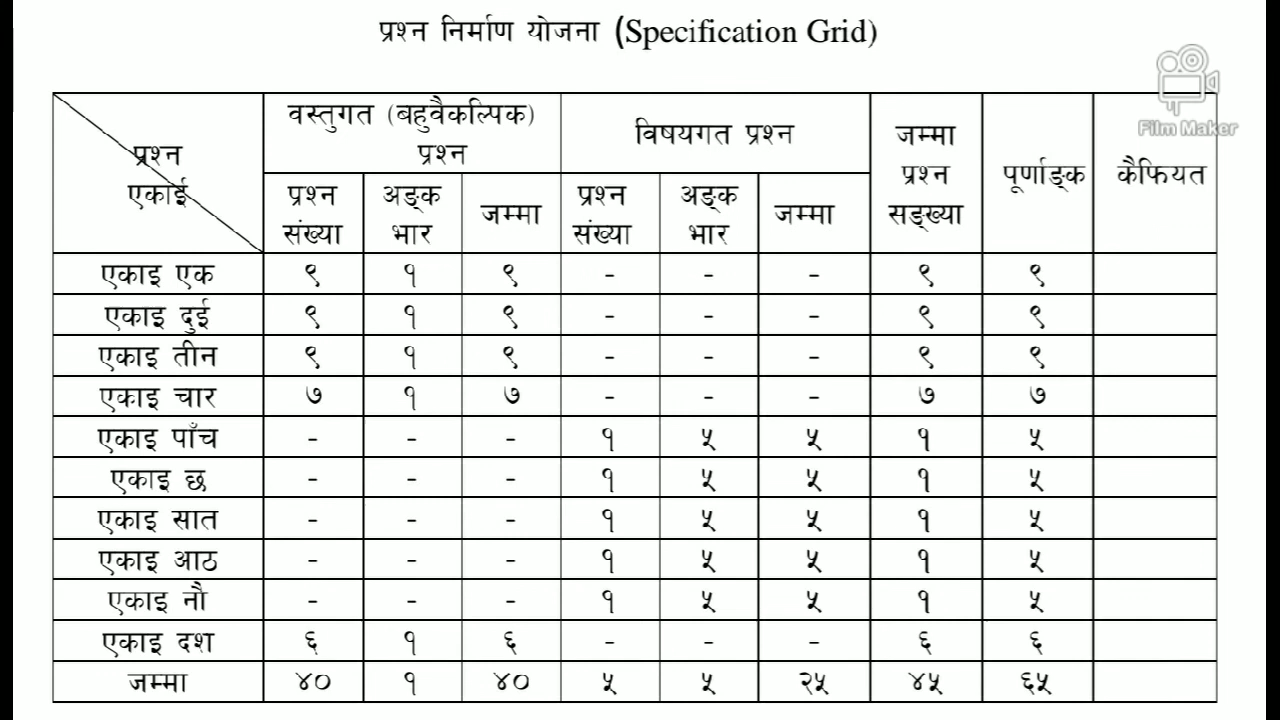 प्रश्न निर्माण योजना (Specification Grid)
Film Maker
प्रश्न एकाई वस्तुगत (बहुवैकल्पिक) प्रश्न विषयगत प्रश्न जम्मा प्रश्न सङ्ख्या पूर्णाङ्क कैफियत
प्रश्न संख्या अङ्क भार जम्मा प्रश्न संख्या अङ्क भार जम्मा
एकाइ एक ९ १ ९ - - - ९ ९
एकाइ दुई ९ १ ९ - - - ९ ९
एकाइ तीन ९ १ ९ - - - ९ ९
एकाइ चार ७ १ ७ - - - ७ ७
एकाइ पाँच - - - १ ५ ५ १ ५
एकाइ छ - - - १ ५ ५ १ ५
एकाइ सात - - - १ ५ ५ १ ५
एकाइ आठ - - - १ ५ ५ १ ५
एकाइ नौ - - - १ ५ ५ १ ५
एकाइ दश ६ १ ६ - - - ६ ६
जम्मा ४० १ ४० ५ ५ २५ ४५ ६५